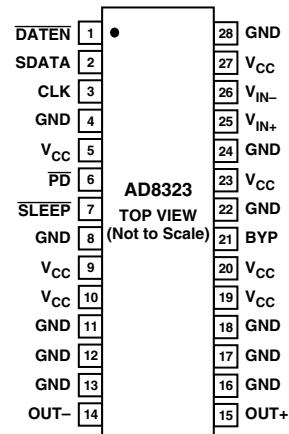 DATEN 1 28 GND
SDATA 2 27 VCC
CLK 3 26 VIN–
GND 4 25 VIN+
VCC 5 24 GND
PD 6 23 VCC
AD8323
SLEEP 7 22 GND
TOP VIEW
(Not to Scale)
GND 8 21 BYP
VCC 9 20 VCC
VCC 10 19 VCC
GND 11 18 GND
GND 12 17 GND
GND 13 16 GND
OUT– 14 15 OUT+